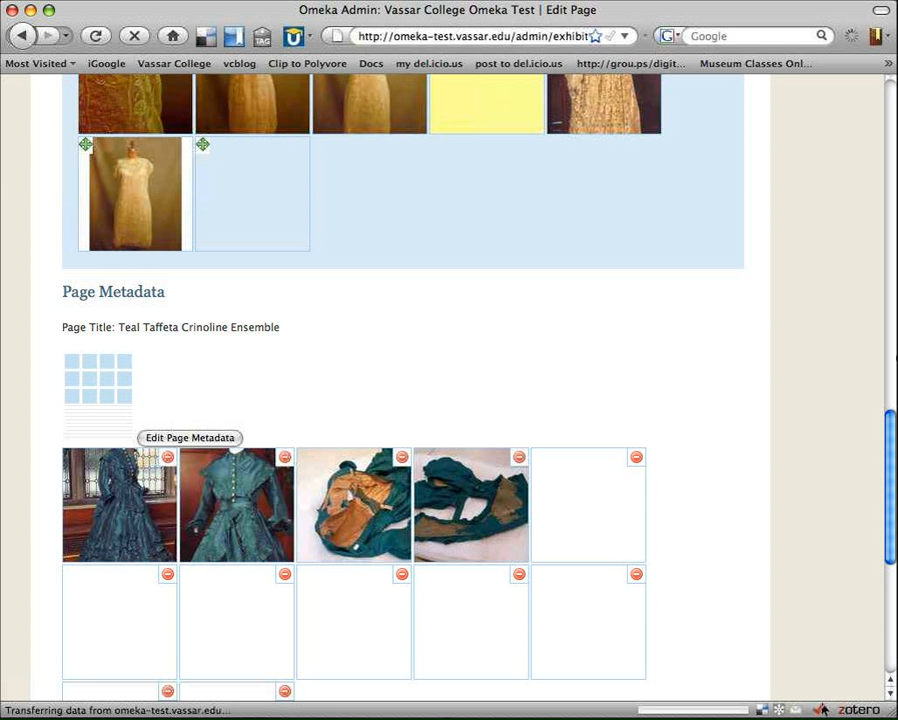 Omeka Admin: Vassar College Omeka Test | Edit Page
http://omeka-test.vassar.edu/admin/exhibit
Google
TAG
Most Visited
iGoogle
Vassar College
vcblog
Clip to Polyvore
Docs
my del.icio.us
post to del.icio.us
http://grou.ps/digit...
Museum Classes Onl...
Page Metadata
Page Title: Teal Taffeta Crinoline Ensemble
Edit Page Metadata
Transferring data from omeka-test.vassar.edu...
zotero